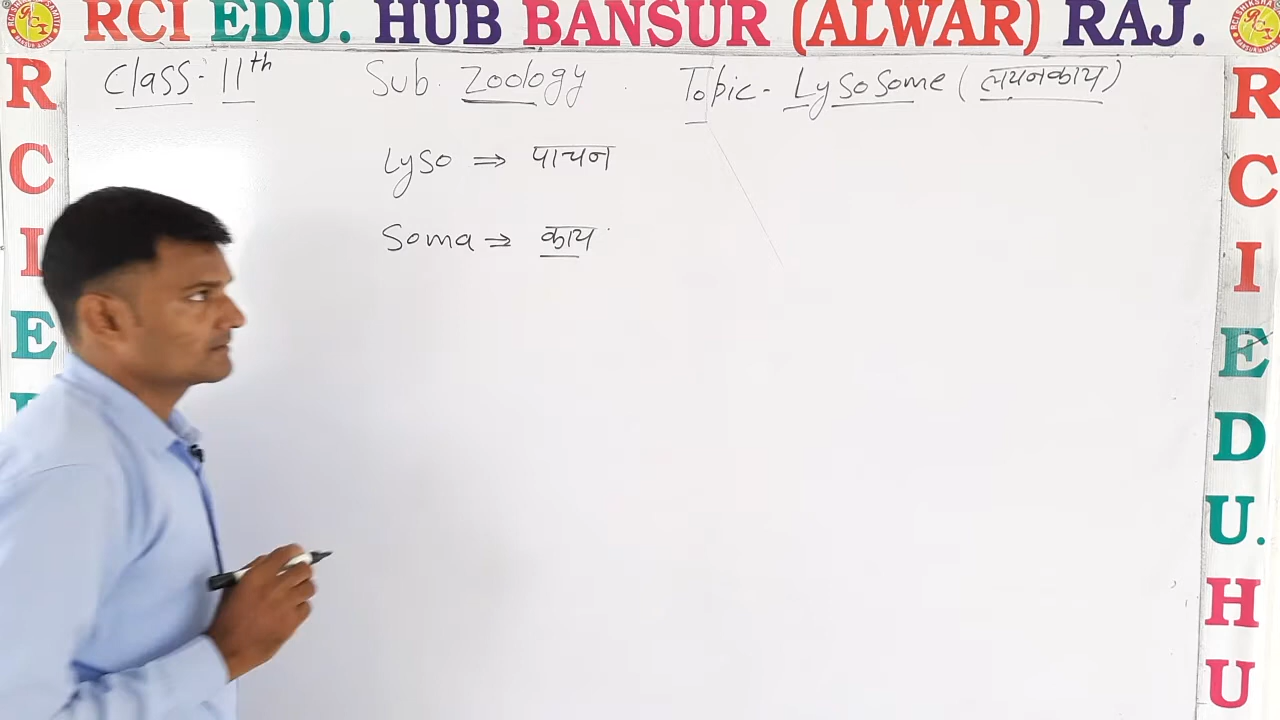 RCI EDU. HUB BANSUR (ALWAR) RAJ.
Class:- 11th Sub. Zoology Topic- Lysosome (लयनकाय)
Lyso ⇒ पाचन
Soma ⇒ काय
R
C
I
E
R
C
I
E
D
U.
H
U